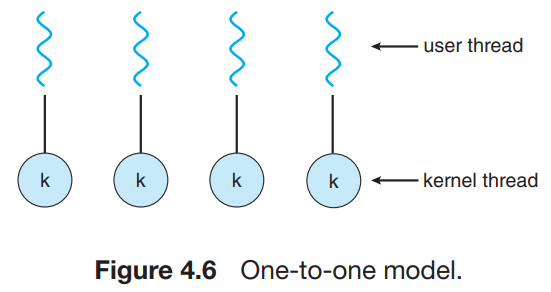 user thread
k k k k kernel thread
Figure 4.6 One-to-one model.